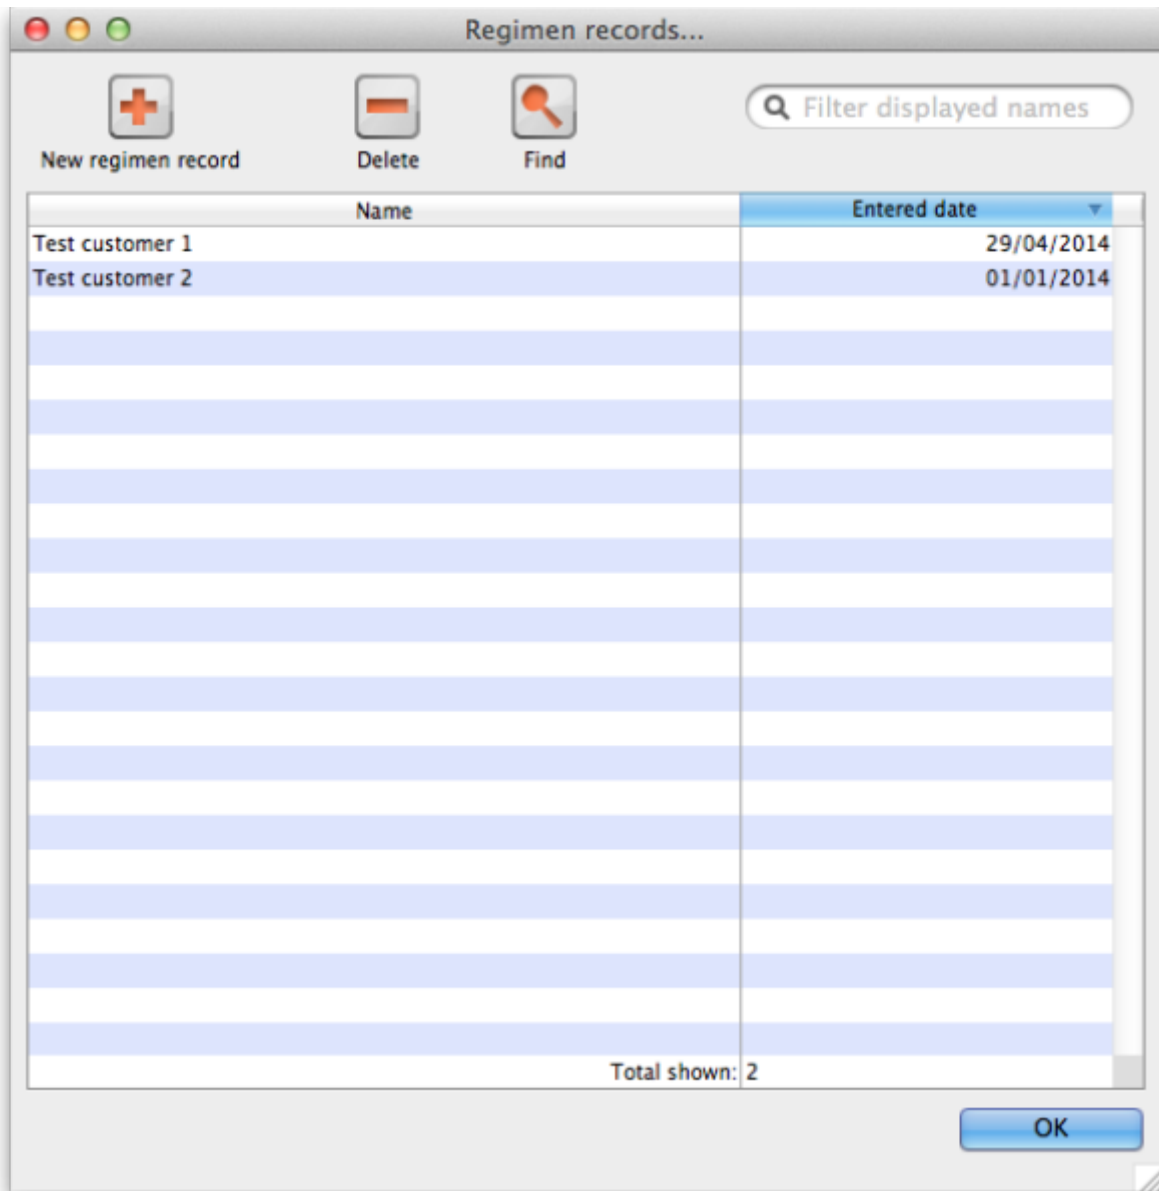 Regimen records...
Filter displayed names
New regimen record Delete Find
Name Entered date
Test customer 1 29/04/2014
Test customer 2 01/01/2014
Total shown: 2
OK